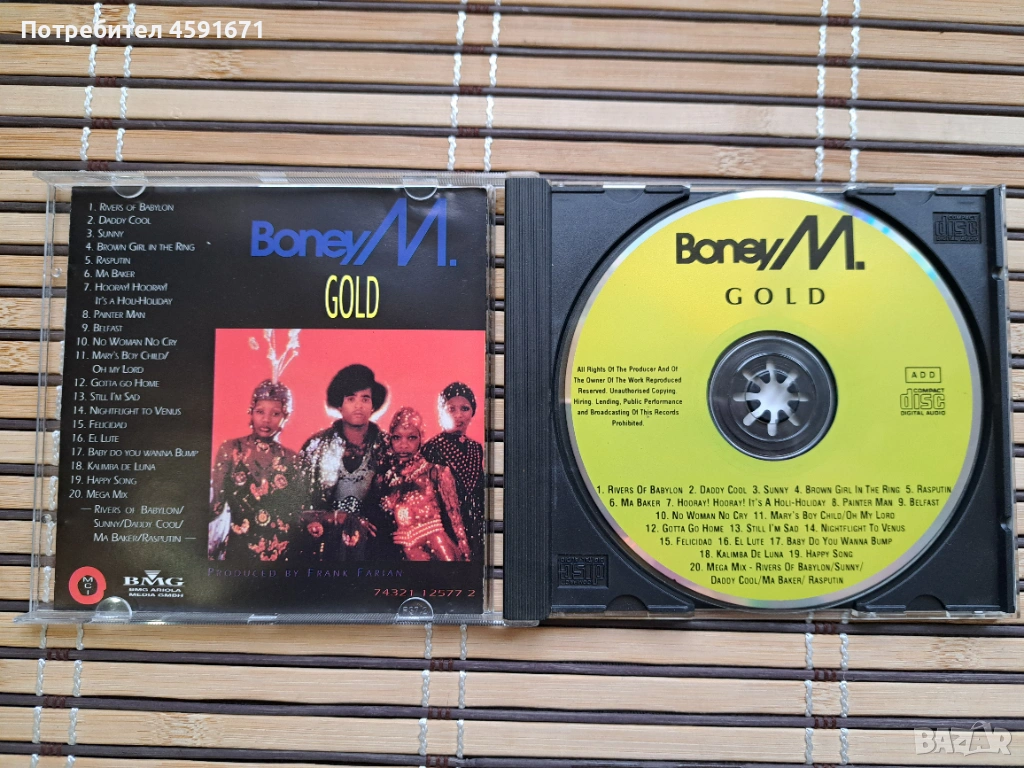 Потребител 4591671
1. Rivers of Babylon
2. Daddy Cool
3. Sunny
4. Brown Girl in the Ring
5. Rasputin
6. Ma Baker
7. Hooray! Hooray!
It's a Holi-Holiday
8. Painter Man
9. Belfast
10. No Woman No Cry
11. Mary's Boy Child/
Oh my Lord
12. Gotta go Home
13. Still I'm Sad
14. Nightflight to Venus
15. Felicidad
16. El Lute
17. Baby do you wanna Bump
18. Kalimba de Luna
19. Happy Song
20. Mega Mix
— Rivers of Babylon/
Sunny/Daddy Cool/
Ma Baker/Rasputin —
Boney M.
GOLD
Produced by Frank Farian
MCI
BMG
BMG ARIOLA
MEDIA GMBH
74321 12577 2
Boney M.
GOLD
All Rights Of The Producer And Of
The Owner Of The Work Reproduced
Reserved. Unauthorised Copying.
Hiring. Lending, Public Performance
and Broadcasting Of This Records
Prohibited.
ADD
COMPACT
disc
DIGITAL AUDIO
1. Rivers Of Babylon 2. Daddy Cool 3. Sunny 4. Brown Girl In The Ring 5. Rasputin
6. Ma Baker 7. Hooray! Hooray! It's A Holi-Holiday 8. Painter Man 9. Belfast
10. No Woman No Cry 11. Mary's Boy Child/Oh My Lord
12. Gotta Go Home 13. Still I'm Sad 14. Nightflight To Venus
15. Felicidad 16. El Lute 17. Baby Do You Wanna Bump
18. Kalimba De Luna 19. Happy Song
20. Mega Mix - Rivers Of Babylon/Sunny/
Daddy Cool/Ma Baker/ Rasputin
disc
disc
BAZAR